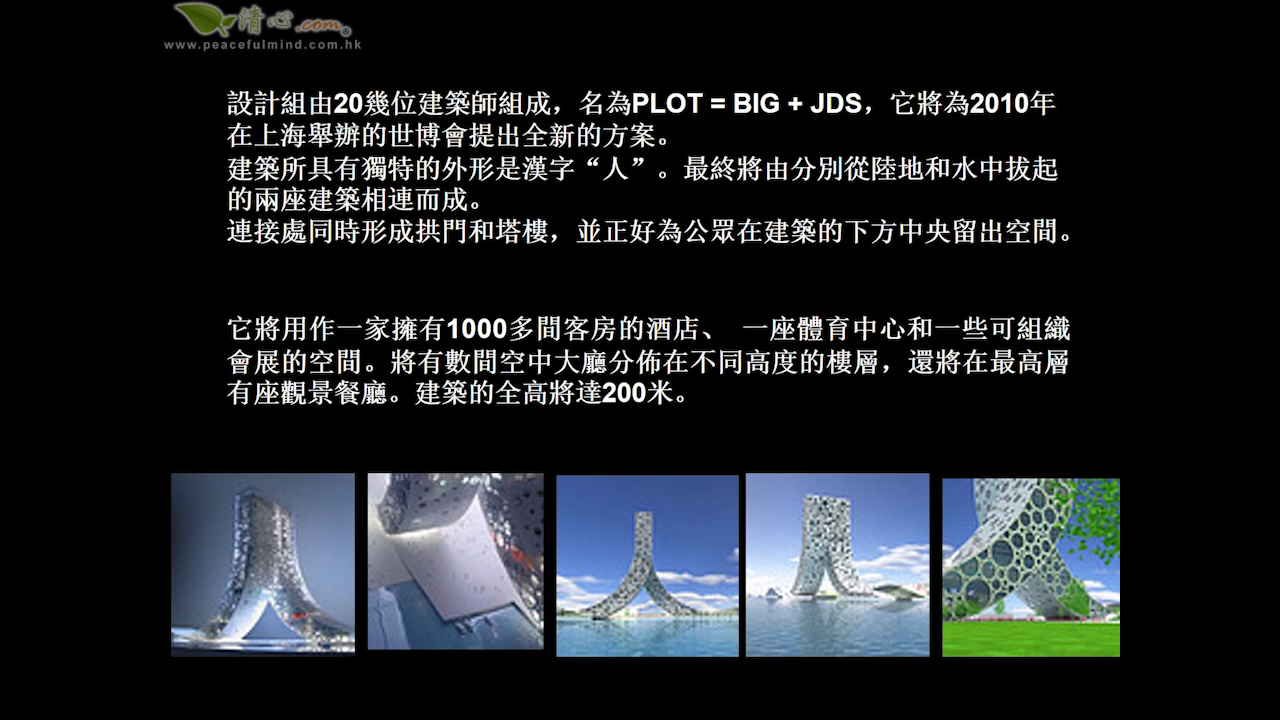 清心.com®
www.peacefulmind.com.hk
設計組由20幾位建築師組成，名為PLOT = BIG + JDS，它將為2010年
在上海舉辦的世博會提出全新的方案。
建築所具有獨特的外形是漢字“人”。最終將由分別從陸地和水中拔起
的兩座建築相連而成。
連接處同時形成拱門和塔樓，並正好為公眾在建築的下方中央留出空間。
它將用作一家擁有1000多間客房的酒店、 一座體育中心和一些可組織
會展的空間。將有數間空中大廳分佈在不同高度的樓層，還將在最高層
有座觀景餐廳。建築的全高將達200米。